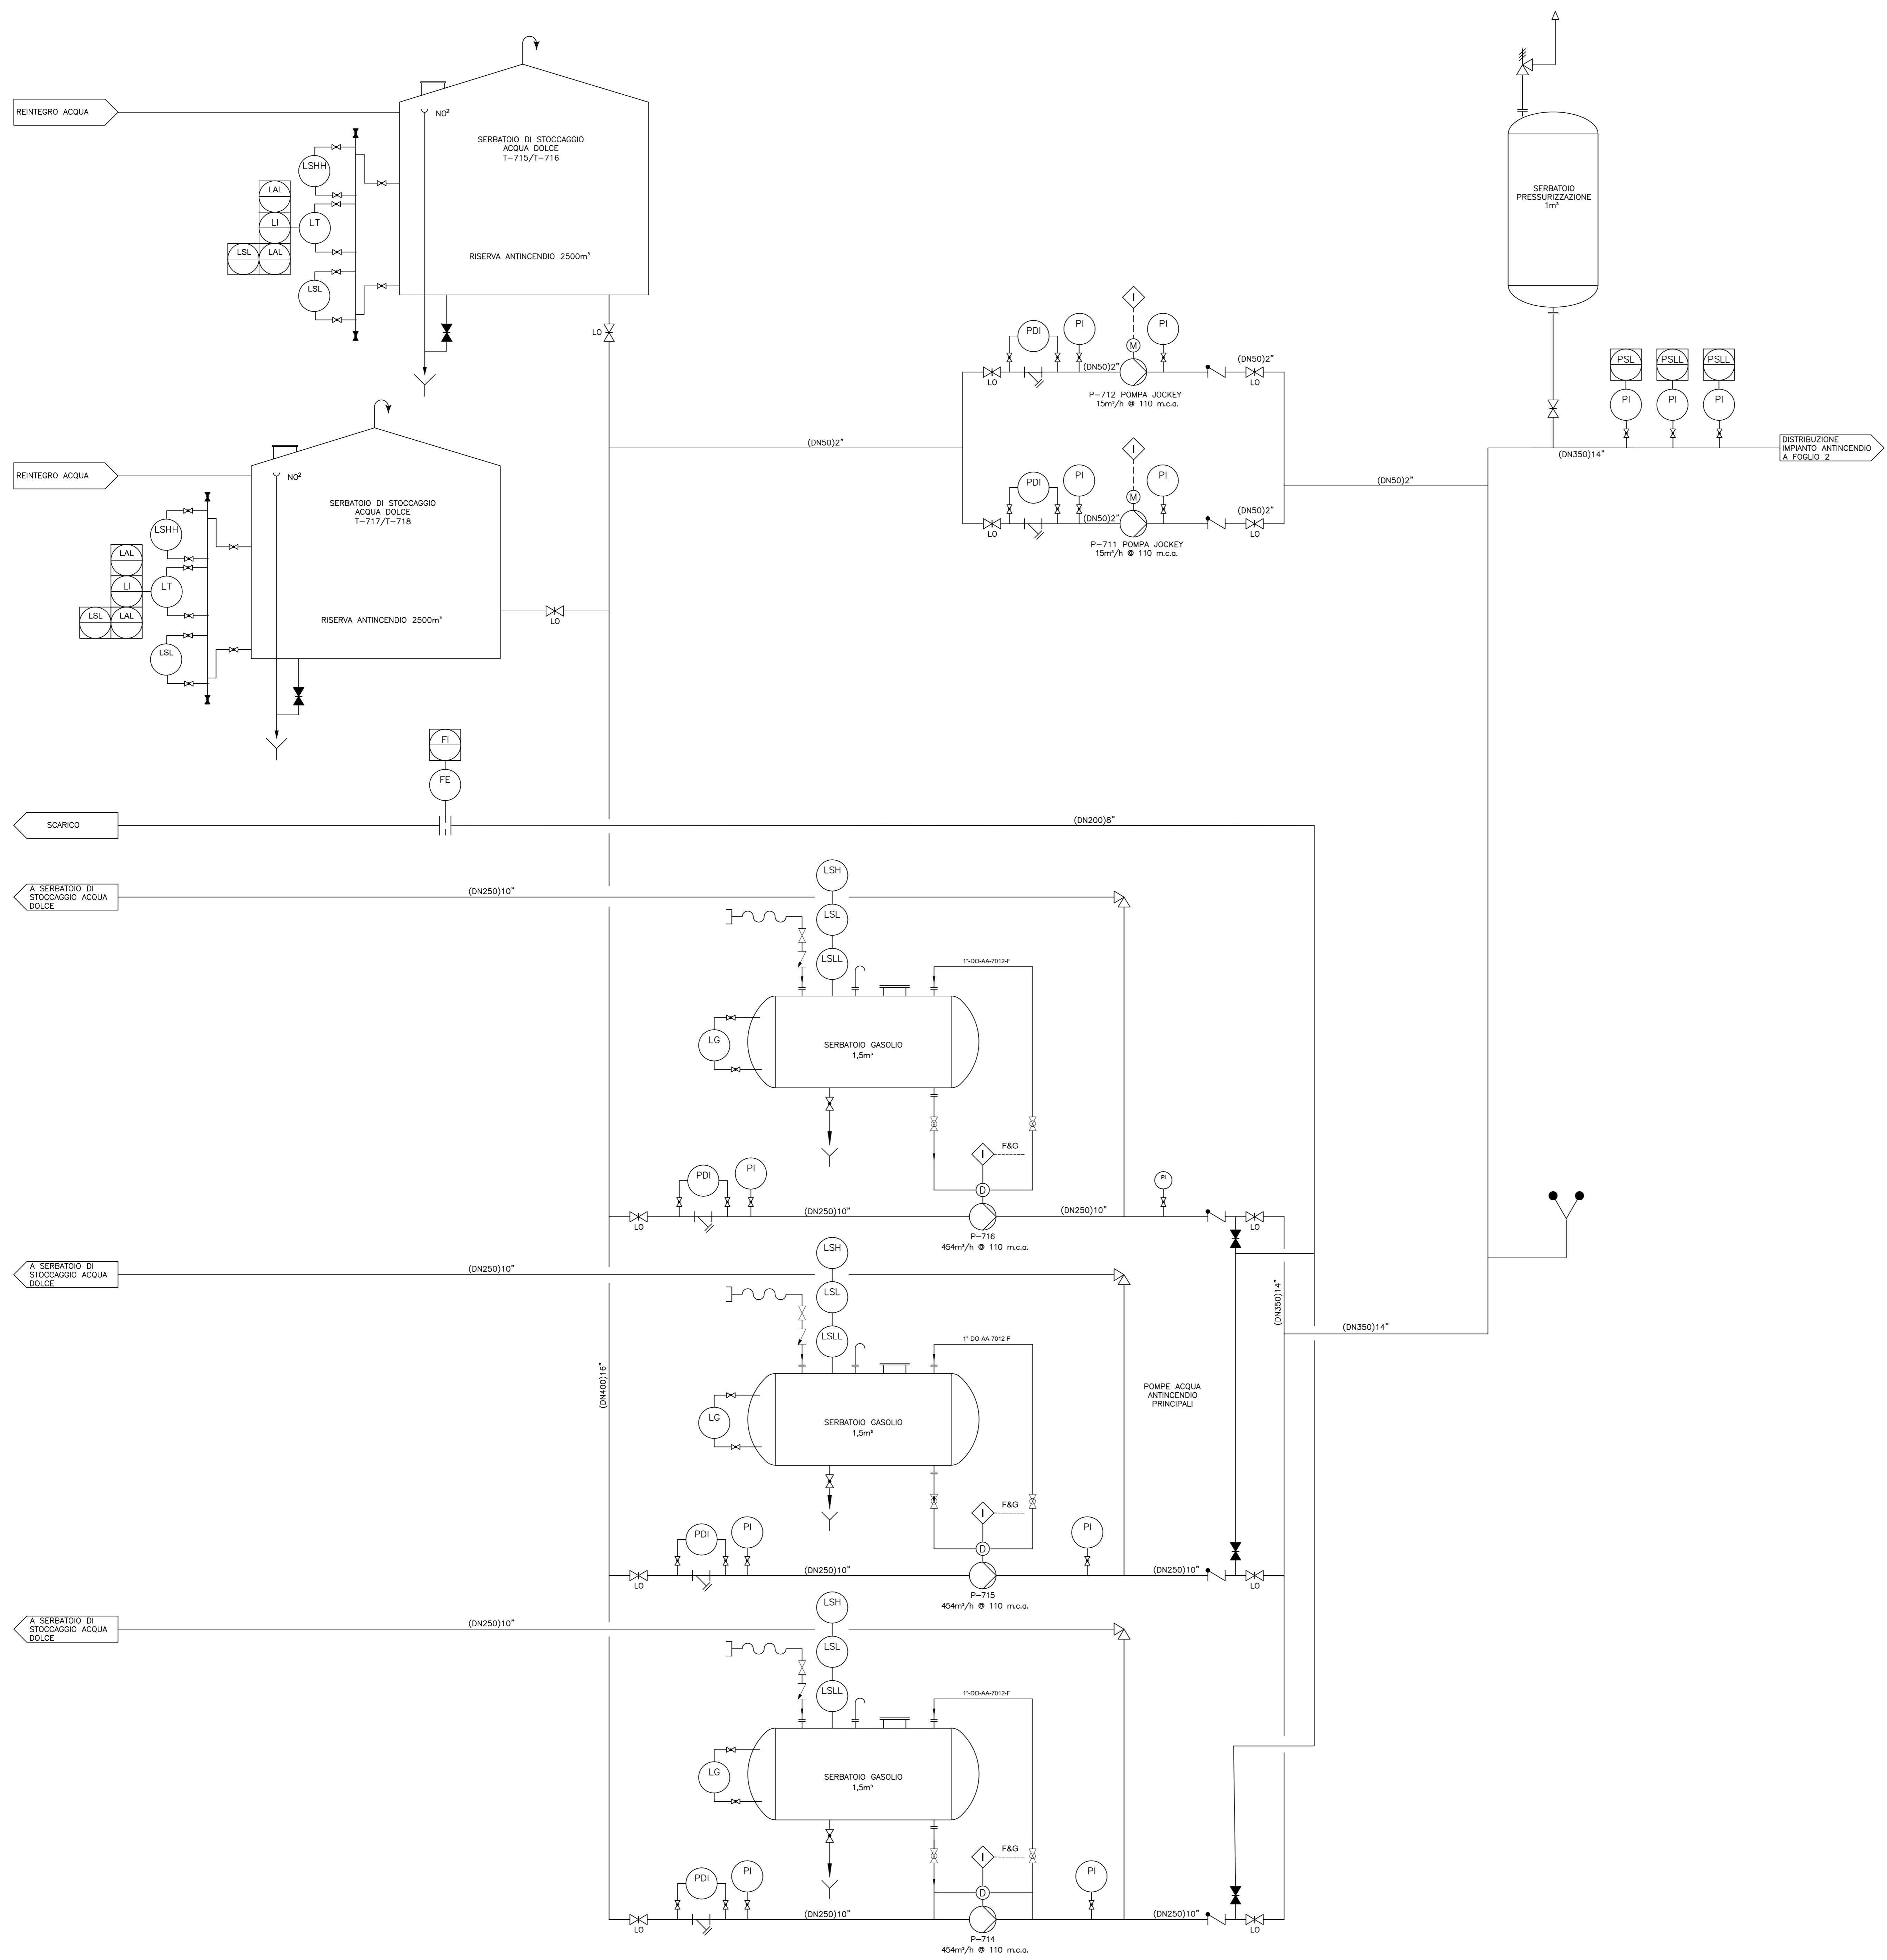 REINTEGRO ACQUA
NO²
SERBATOIO DI STOCCAGGIO
ACQUA DOLCE
T-715/T-716
RISERVA ANTINCENDIO 2500m³
LSHH
LAL
LI
LT
LSL
LAL
LSL
LO
REINTEGRO ACQUA
NO²
SERBATOIO DI STOCCAGGIO
ACQUA DOLCE
T-717/T-718
RISERVA ANTINCENDIO 2500m³
LSHH
LAL
LI
LT
LSL
LAL
LSL
LO
SERBATOIO
PRESSURIZZAZIONE
1m³
I
M
PDI
PI
PI
(DN50)2"
(DN50)2"
LO
LO
P-712 POMPA JOCKEY
15m³/h @ 110 m.c.a.
(DN50)2"
I
M
PDI
PI
PI
(DN50)2"
(DN50)2"
LO
LO
P-711 POMPA JOCKEY
15m³/h @ 110 m.c.a.
(DN50)2"
PSL
PSLL
PSLL
PI
PI
PI
(DN350)14"
DISTRIBUZIONE
IMPIANTO ANTINCENDIO
A FOGLIO 2
FI
FE
SCARICO
(DN200)8"
A SERBATOIO DI
STOCCAGGIO ACQUA
DOLCE
(DN250)10"
LSH
LSL
LSLL
1"-DO-AA-7012-F
LG
SERBATOIO GASOLIO
1,5m³
I
F&G
D
PDI
PI
PI
LO
(DN250)10"
(DN250)10"
LO
P-716
454m³/h @ 110 m.c.a.
A SERBATOIO DI
STOCCAGGIO ACQUA
DOLCE
(DN250)10"
LSH
LSL
LSLL
1"-DO-AA-7012-F
LG
SERBATOIO GASOLIO
1,5m³
(DN400)16"
(DN350)14"
(DN350)14"
POMPE ACQUA
ANTINCENDIO
PRINCIPALI
I
F&G
D
PDI
PI
PI
LO
(DN250)10"
(DN250)10"
LO
P-715
454m³/h @ 110 m.c.a.
A SERBATOIO DI
STOCCAGGIO ACQUA
DOLCE
(DN250)10"
LSH
LSL
LSLL
1"-DO-AA-7012-F
LG
SERBATOIO GASOLIO
1,5m³
I
F&G
D
PDI
PI
PI
LO
(DN250)10"
(DN250)10"
LO
P-714
454m³/h @ 110 m.c.a.